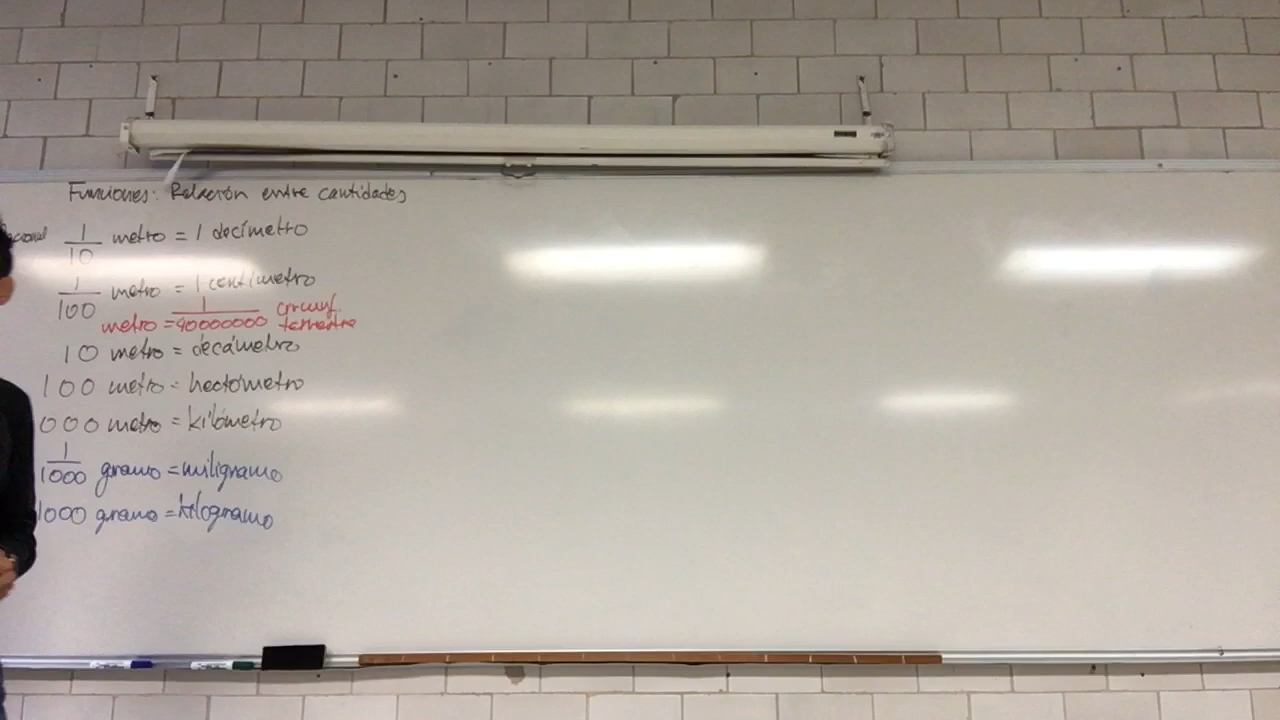 Funciones: Relación entre cantidades
1/10 metro = 1 decímetro
1/100 metro = 1 centímetro
metro = 1/40000000 circunf. terrestre
10 metro = decámetro
100 metro = hectómetro
000 metro = kilómetro
1/1000 gramo = miligramo
1000 gramo = kilogramo